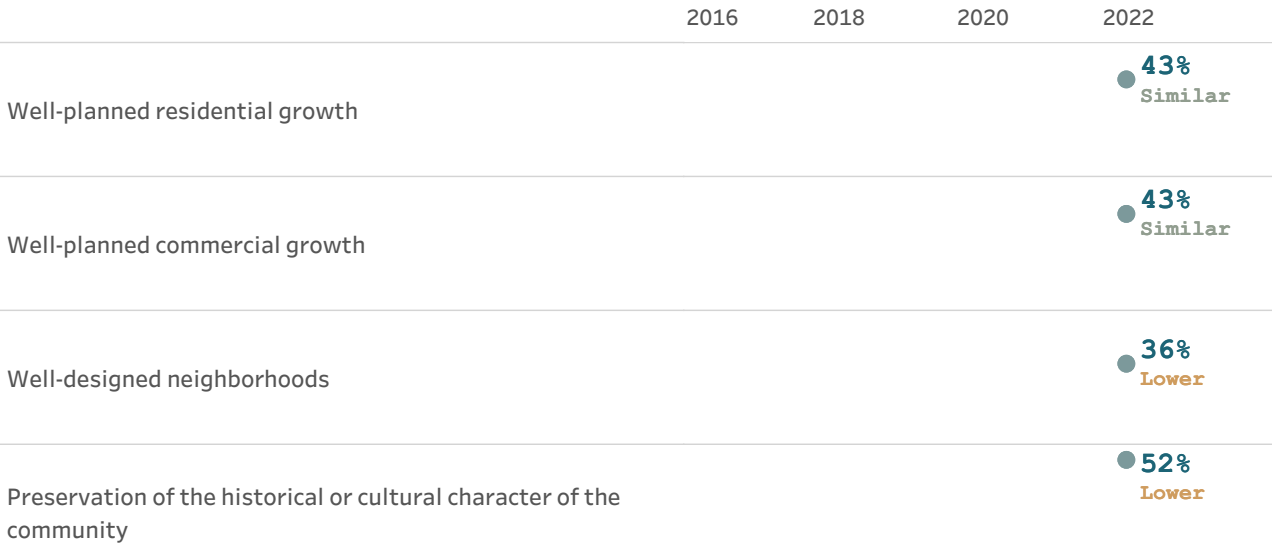 2016 2018 2020 2022
43%
Similar
Well-planned residential growth
43%
Similar
Well-planned commercial growth
36%
Lower
Well-designed neighborhoods
52%
Lower
Preservation of the historical or cultural character of the
community